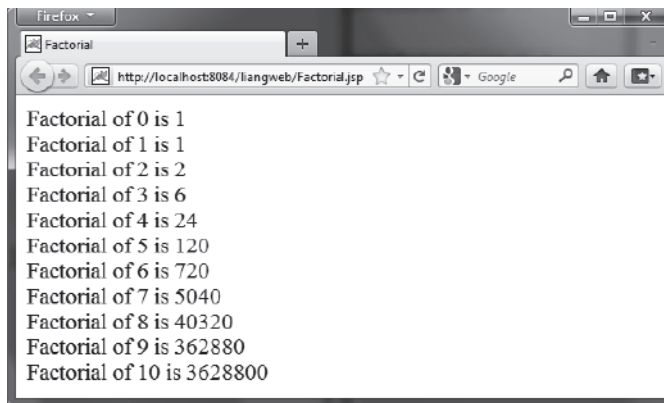 Firefox
Factorial
http://localhost:8084/liangweb/Factorial.jsp
Google
Factorial of 0 is 1
Factorial of 1 is 1
Factorial of 2 is 2
Factorial of 3 is 6
Factorial of 4 is 24
Factorial of 5 is 120
Factorial of 6 is 720
Factorial of 7 is 5040
Factorial of 8 is 40320
Factorial of 9 is 362880
Factorial of 10 is 3628800